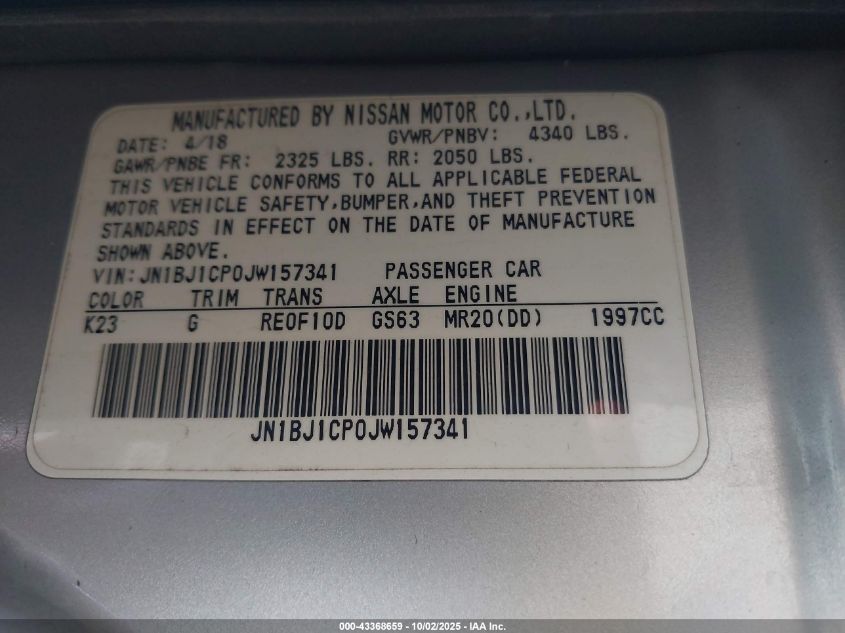 MANUFACTURED BY NISSAN MOTOR CO.,LTD.
DATE: 4/18 GVWR/PNBV: 4340 LBS.
GAWR/PNBE FR: 2325 LBS. RR: 2050 LBS.
THIS VEHICLE CONFORMS TO ALL APPLICABLE FEDERAL
MOTOR VEHICLE SAFETY,BUMPER,AND THEFT PREVENTION
STANDARDS IN EFFECT ON THE DATE OF MANUFACTURE
SHOWN ABOVE.
VIN:JN1BJ1CP0JW157341 PASSENGER CAR
COLOR TRIM TRANS AXLE ENGINE
K23 G RE0F10D GS63 MR20(DD) 1997CC
JN1BJ1CP0JW157341
000-43368659 - 10/02/2025 - IAA Inc.